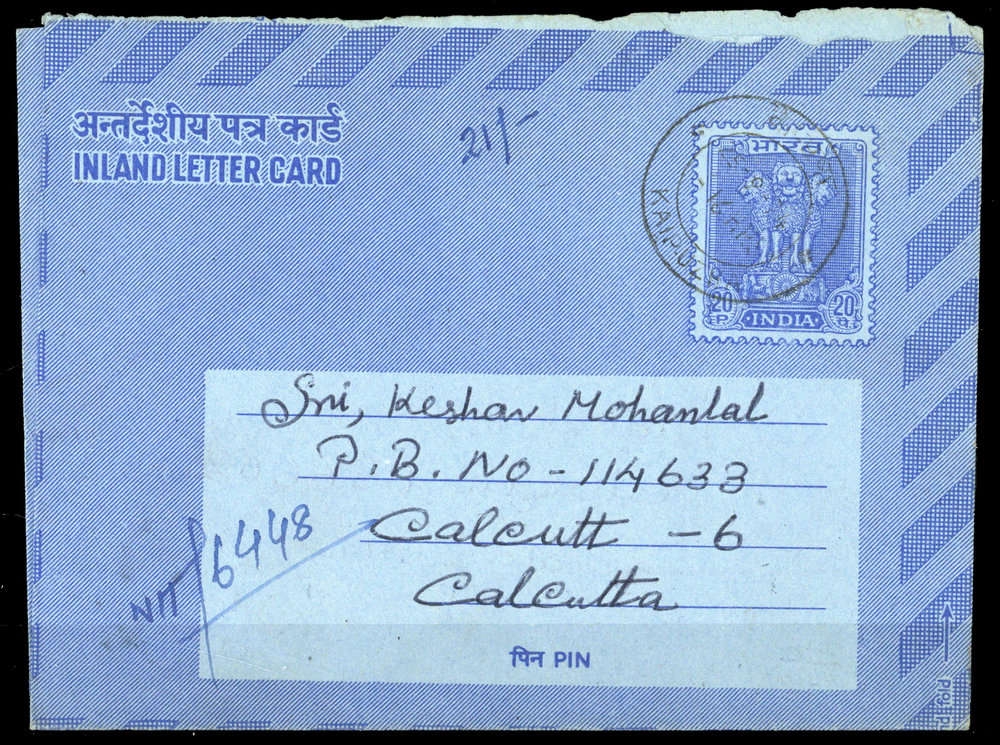 अन्तर्देशीय पत्र कार्ड
INLAND LETTER CARD
21/-
भारत
20 P
INDIA
20 पै
Sri, Keshav Mohanlal
P.B. No - 114633
Calcutt - 6
Calcutta
NIT 6448
पिन PIN